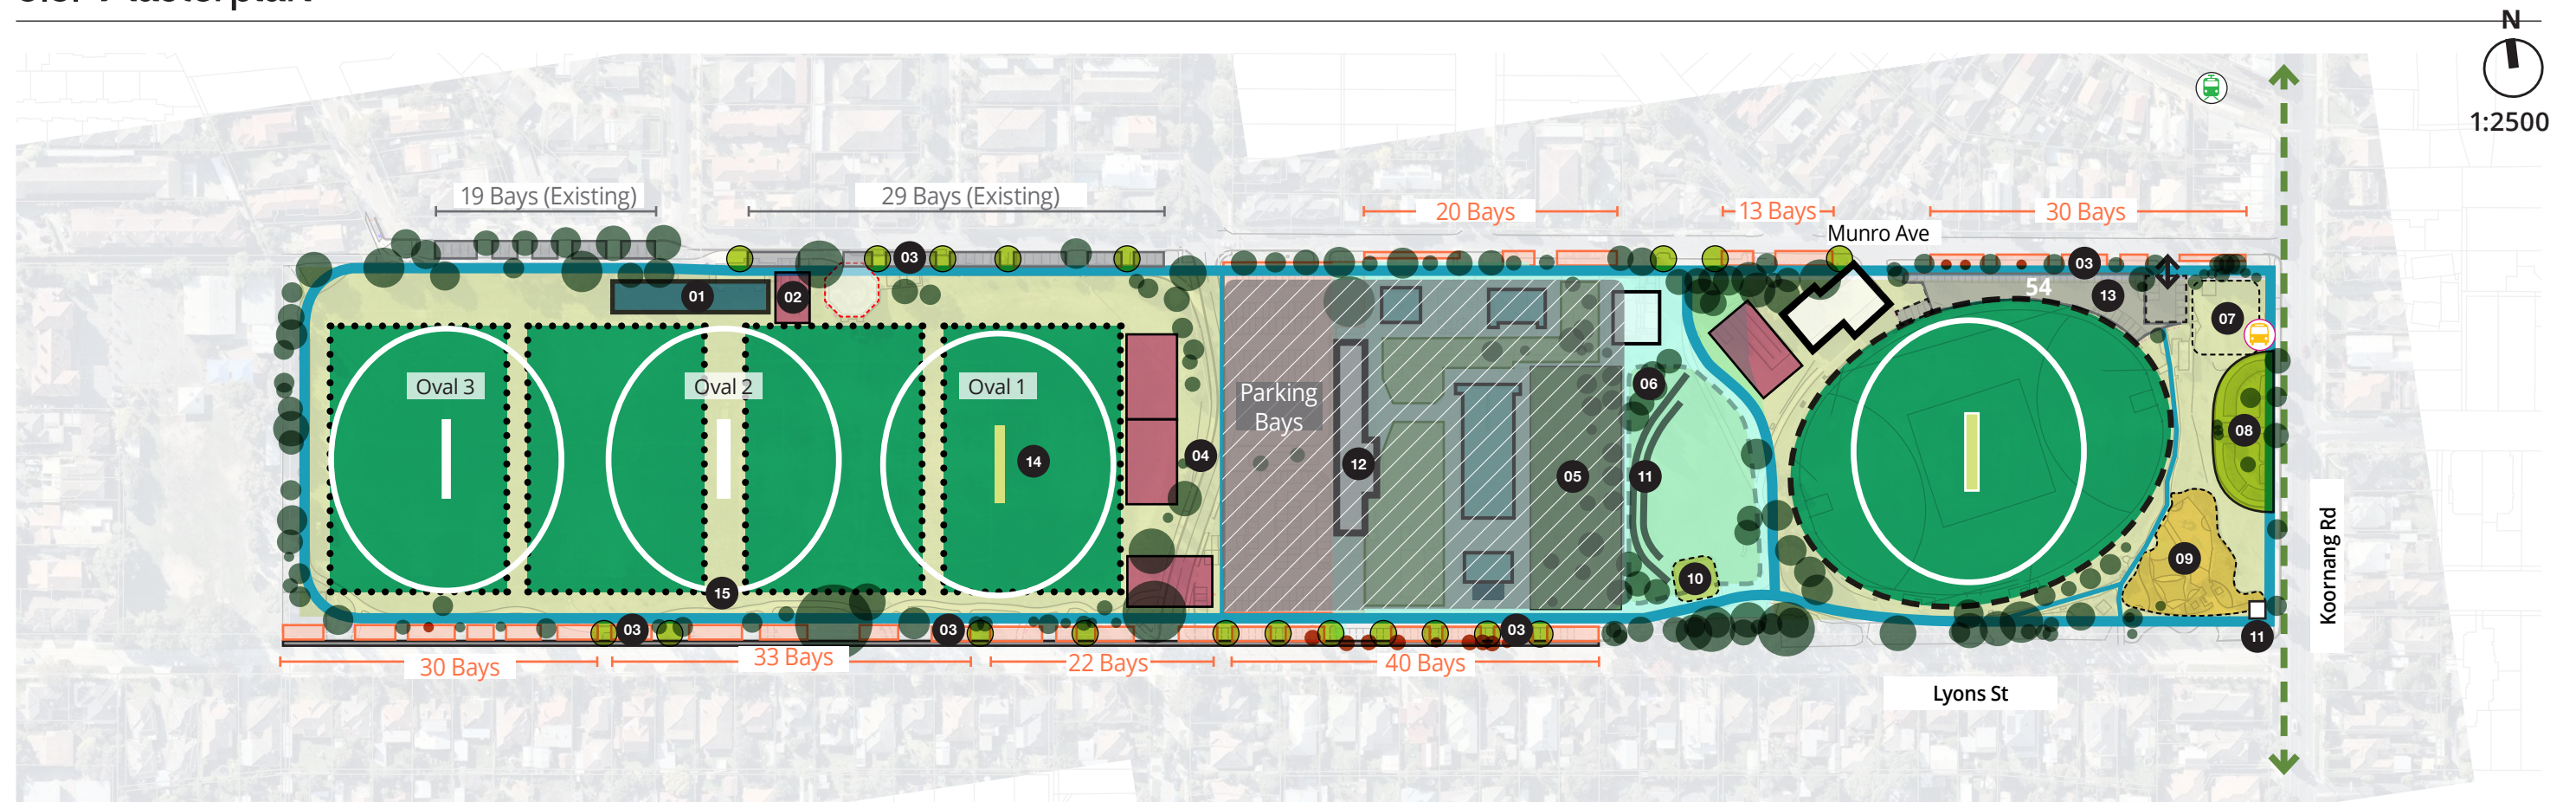 N
1:2500
19 Bays (Existing)
29 Bays (Existing)
20 Bays
13 Bays
30 Bays
Munro Ave
03
03
54
13
01
02
07
Oval 3
Oval 2
Oval 1
Parking
Bays
06
08
14
04
12
05
11
09
10
15
03
03
03
11
30 Bays
33 Bays
22 Bays
40 Bays
Lyons St
Koornang Rd